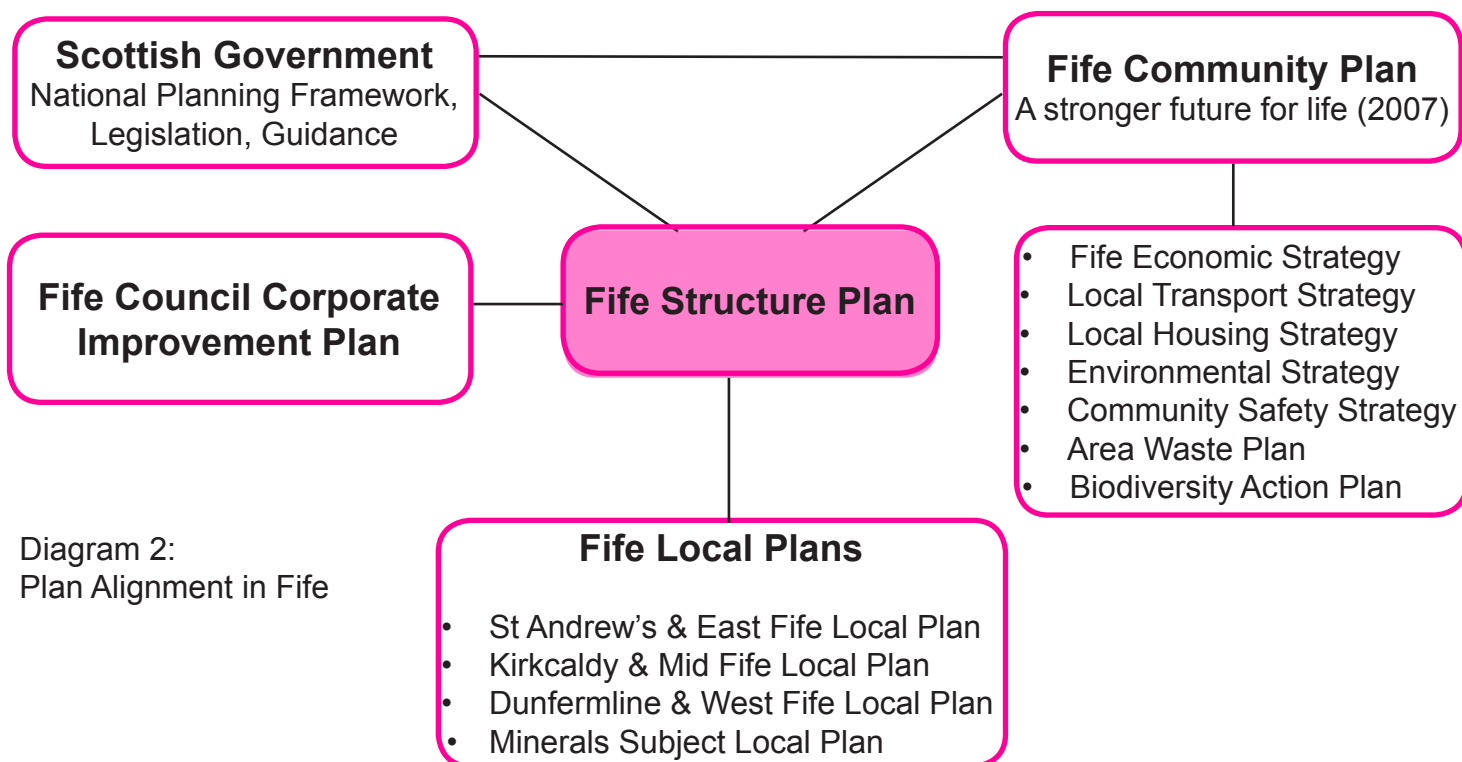 Scottish Government
National Planning Framework,
Legislation, Guidance
Fife Community Plan
A stronger future for life (2007)
Fife Council Corporate
Improvement Plan
Fife Structure Plan
• Fife Economic Strategy
• Local Transport Strategy
• Local Housing Strategy
• Environmental Strategy
• Community Safety Strategy
• Area Waste Plan
• Biodiversity Action Plan
Diagram 2:
Plan Alignment in Fife
Fife Local Plans
• St Andrew’s & East Fife Local Plan
• Kirkcaldy & Mid Fife Local Plan
• Dunfermline & West Fife Local Plan
• Minerals Subject Local Plan